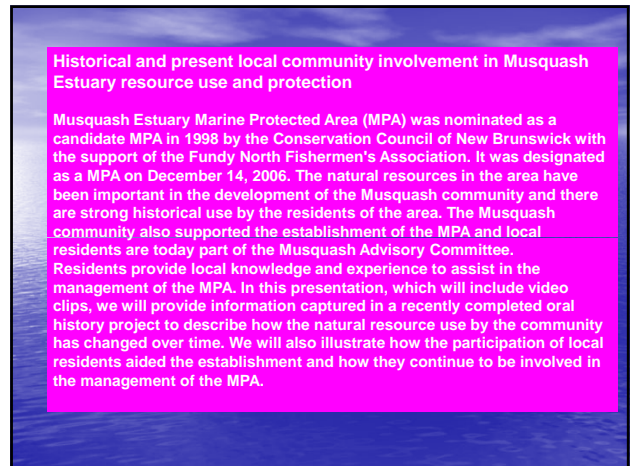 Historical and present local community involvement in Musquash
Estuary resource use and protection
Musquash Estuary Marine Protected Area (MPA) was nominated as a
candidate MPA in 1998 by the Conservation Council of New Brunswick with
the support of the Fundy North Fishermen's Association. It was designated
as a MPA on December 14, 2006. The natural resources in the area have
been important in the development of the Musquash community and there
are strong historical use by the residents of the area. The Musquash
community also supported the establishment of the MPA and local
residents are today part of the Musquash Advisory Committee.
Residents provide local knowledge and experience to assist in the
management of the MPA. In this presentation, which will include video
clips, we will provide information captured in a recently completed oral
history project to describe how the natural resource use by the community
has changed over time. We will also illustrate how the participation of local
residents aided the establishment and how they continue to be involved in
the management of the MPA.